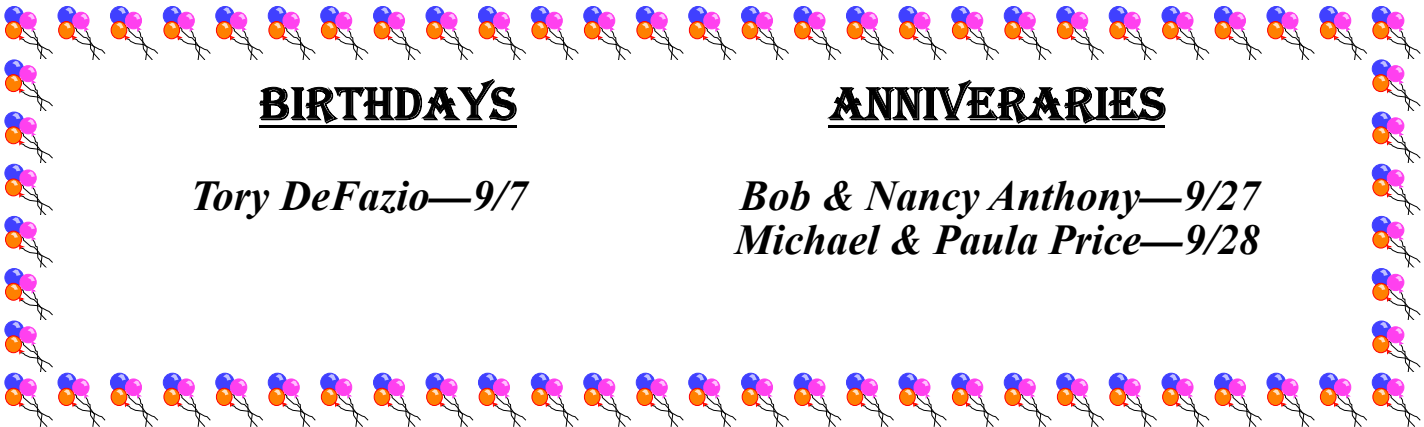 BIRTHDAYS
Tory DeFazio—9/7
ANNIVERARIES
Bob & Nancy Anthony—9/27
Michael & Paula Price—9/28